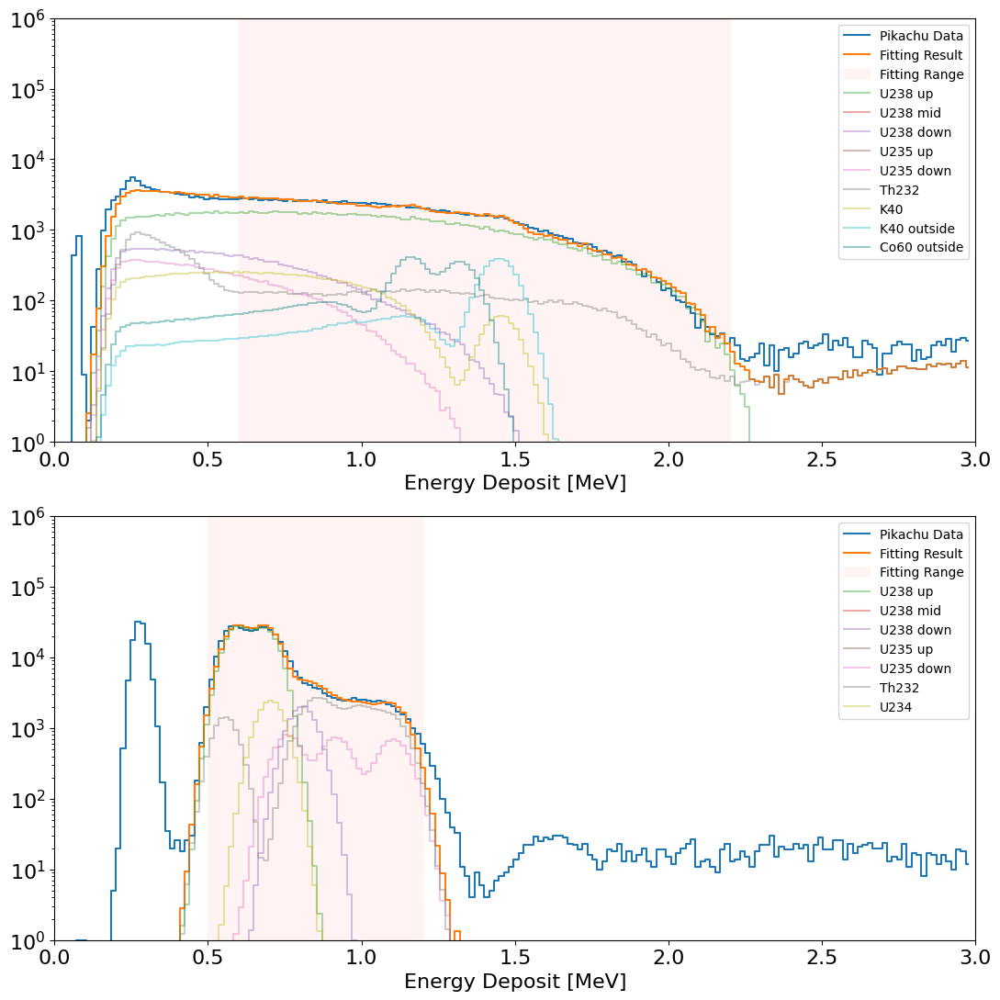 10^6
10^5
10^4
10^3
10^2
10^1
10^0
Pikachu Data
Fitting Result
Fitting Range
U238 up
U238 mid
U238 down
U235 up
U235 down
Th232
K40
K40 outside
Co60 outside
0.0 0.5 1.0 1.5 2.0 2.5 3.0
Energy Deposit [MeV]
10^6
10^5
10^4
10^3
10^2
10^1
10^0
Pikachu Data
Fitting Result
Fitting Range
U238 up
U238 mid
U238 down
U235 up
U235 down
Th232
U234
0.0 0.5 1.0 1.5 2.0 2.5 3.0
Energy Deposit [MeV]